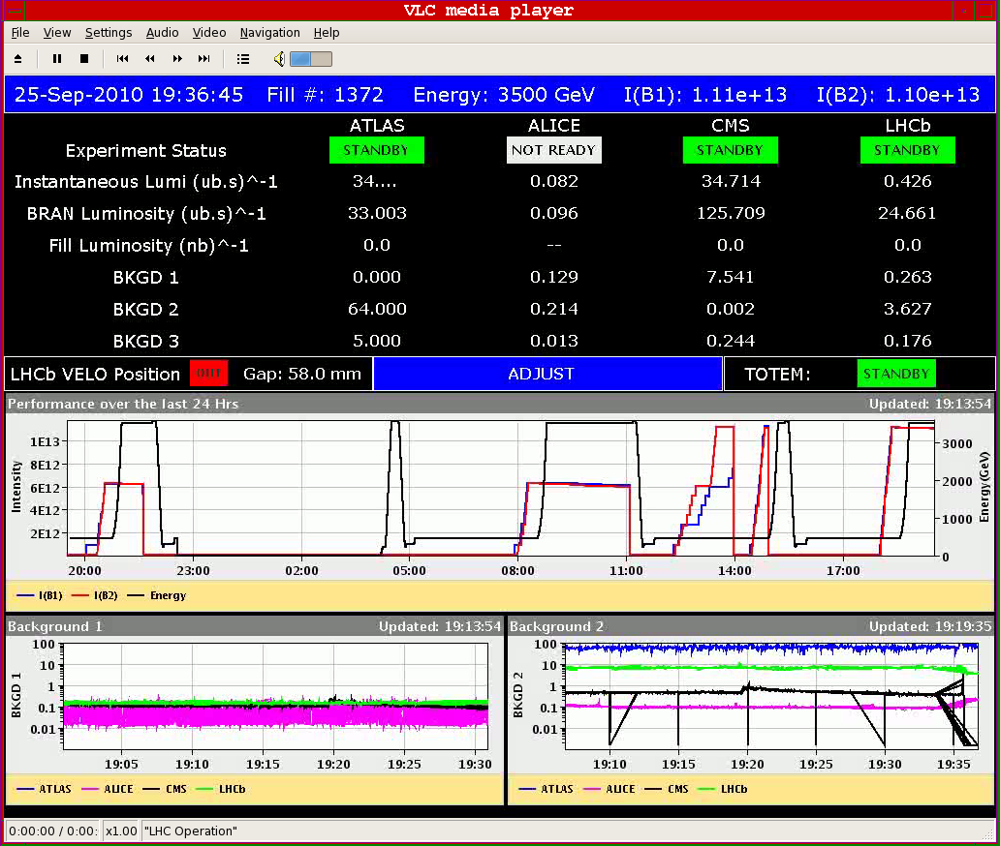 VLC media player
File View Settings Audio Video Navigation Help
25-Sep-2010 19:36:45 Fill #: 1372 Energy: 3500 GeV I(B1): 1.11e+13 I(B2): 1.10e+13
ATLAS ALICE CMS LHCb
Experiment Status STANDBY NOT READY STANDBY STANDBY
Instantaneous Lumi (ub.s)^-1 34.... 0.082 34.714 0.426
BRAN Luminosity (ub.s)^-1 33.003 0.096 125.709 24.661
Fill Luminosity (nb)^-1 0.0 -- 0.0 0.0
BKGD 1 0.000 0.129 7.541 0.263
BKGD 2 64.000 0.214 0.002 3.627
BKGD 3 5.000 0.013 0.244 0.176
LHCb VELO Position OUT Gap: 58.0 mm ADJUST TOTEM: STANDBY
Performance over the last 24 Hrs Updated: 19:13:54
Intensity
1E13
8E12
6E12
4E12
2E12
3000
2000
1000
0
Energy(GeV)
20:00 23:00 02:00 05:00 08:00 11:00 14:00 17:00
I(B1) I(B2) Energy
Background 1 Updated: 19:13:54
BKGD 1
100
10
1
0.1
0.01
19:05 19:10 19:15 19:20 19:25 19:30
ATLAS ALICE CMS LHCb
Background 2 Updated: 19:19:35
BKGD 2
100
10
1
0.1
0.01
19:10 19:15 19:20 19:25 19:30 19:35
ATLAS ALICE CMS LHCb
0:00:00 / 0:00: x1.00 "LHC Operation"